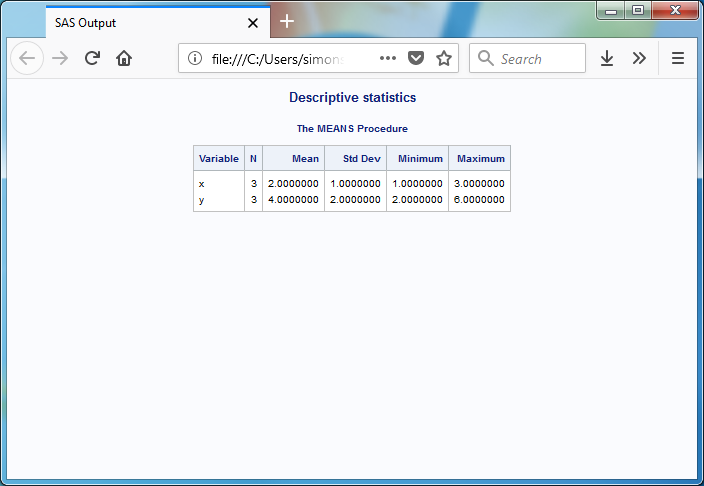 SAS Output
file:///C:/Users/simons
Search
Descriptive statistics
The MEANS Procedure
Variable N Mean Std Dev Minimum Maximum
x 3 2.0000000 1.0000000 1.0000000 3.0000000
y 3 4.0000000 2.0000000 2.0000000 6.0000000